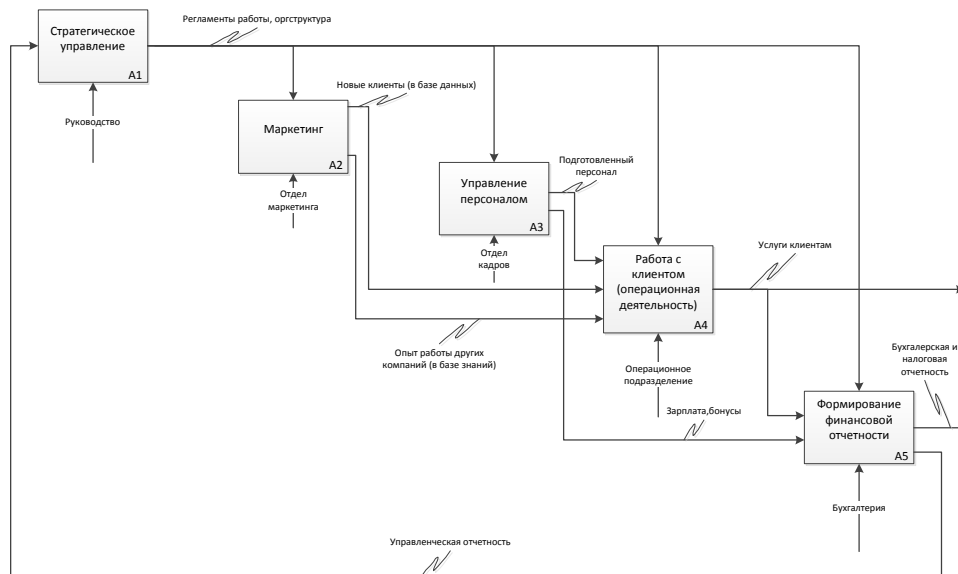 Регламенты работы, оргструктура
Стратегическое
управление
A1
Руководство
Новые клиенты (в базе данных)
Маркетинг
A2
Отдел
маркетинга
Подготовленный
персонал
Управление
персоналом
A3
Отдел
кадров
Услуги клиентам
Работа с
клиентом
(операционная
деятельность)
A4
Опыт работы других
компаний (в базе знаний)
Операционное
подразделение
Бухгалерская и
налоговая
отчетность
Зарплата,бонусы
Формирование
финансовой
отчетности
A5
Бухгалтерия
Управленческая отчетность